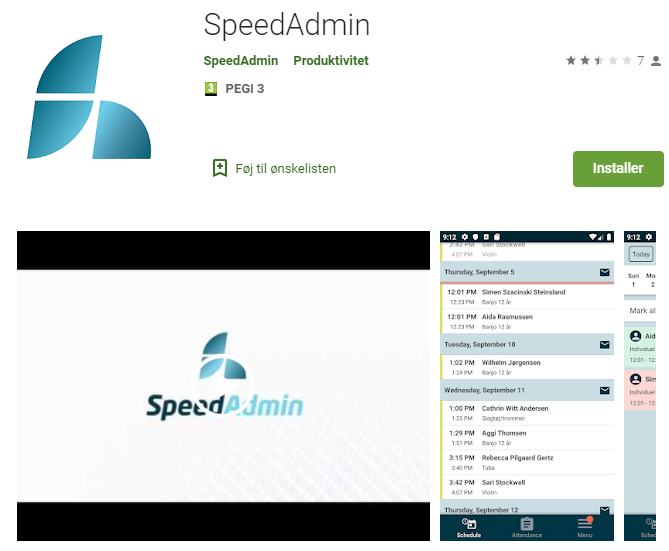 SpeedAdmin
SpeedAdmin Produktivitet 7
3 PEGI 3
Føj til ønskelisten Installer
SpeedAdmin
9:12
3:42 PM Sari Stockwell
4:07 PM Violin
Thursday, September 5
12:01 PM Simen Szacinski Steinsland
12:23 PM Banjo 12 år
12:01 PM Aida Rasmussen
12:23 PM Banjo 12 år
Tuesday, September 10
1:02 PM Wilhelm Jørgensen
1:24 PM Banjo 12 år
Wednesday, September 11
1:00 PM Cathrin Witt Andersen
1:25 PM Slagtøj/trommer
1:29 PM Aggi Thomsen
1:51 PM Banjo 12 år
3:15 PM Rebecca Pilgaard Gertz
3:40 PM Tuba
3:42 PM Sari Stockwell
4:07 PM Violin
Thursday, September 12
Schedule Attendance Menu
9:12
Today
Sun Mo
1 2
Mark al
Aid
Individuel
12:01 - 12:
Sim
Individuel
12:01 - 12:
Sched